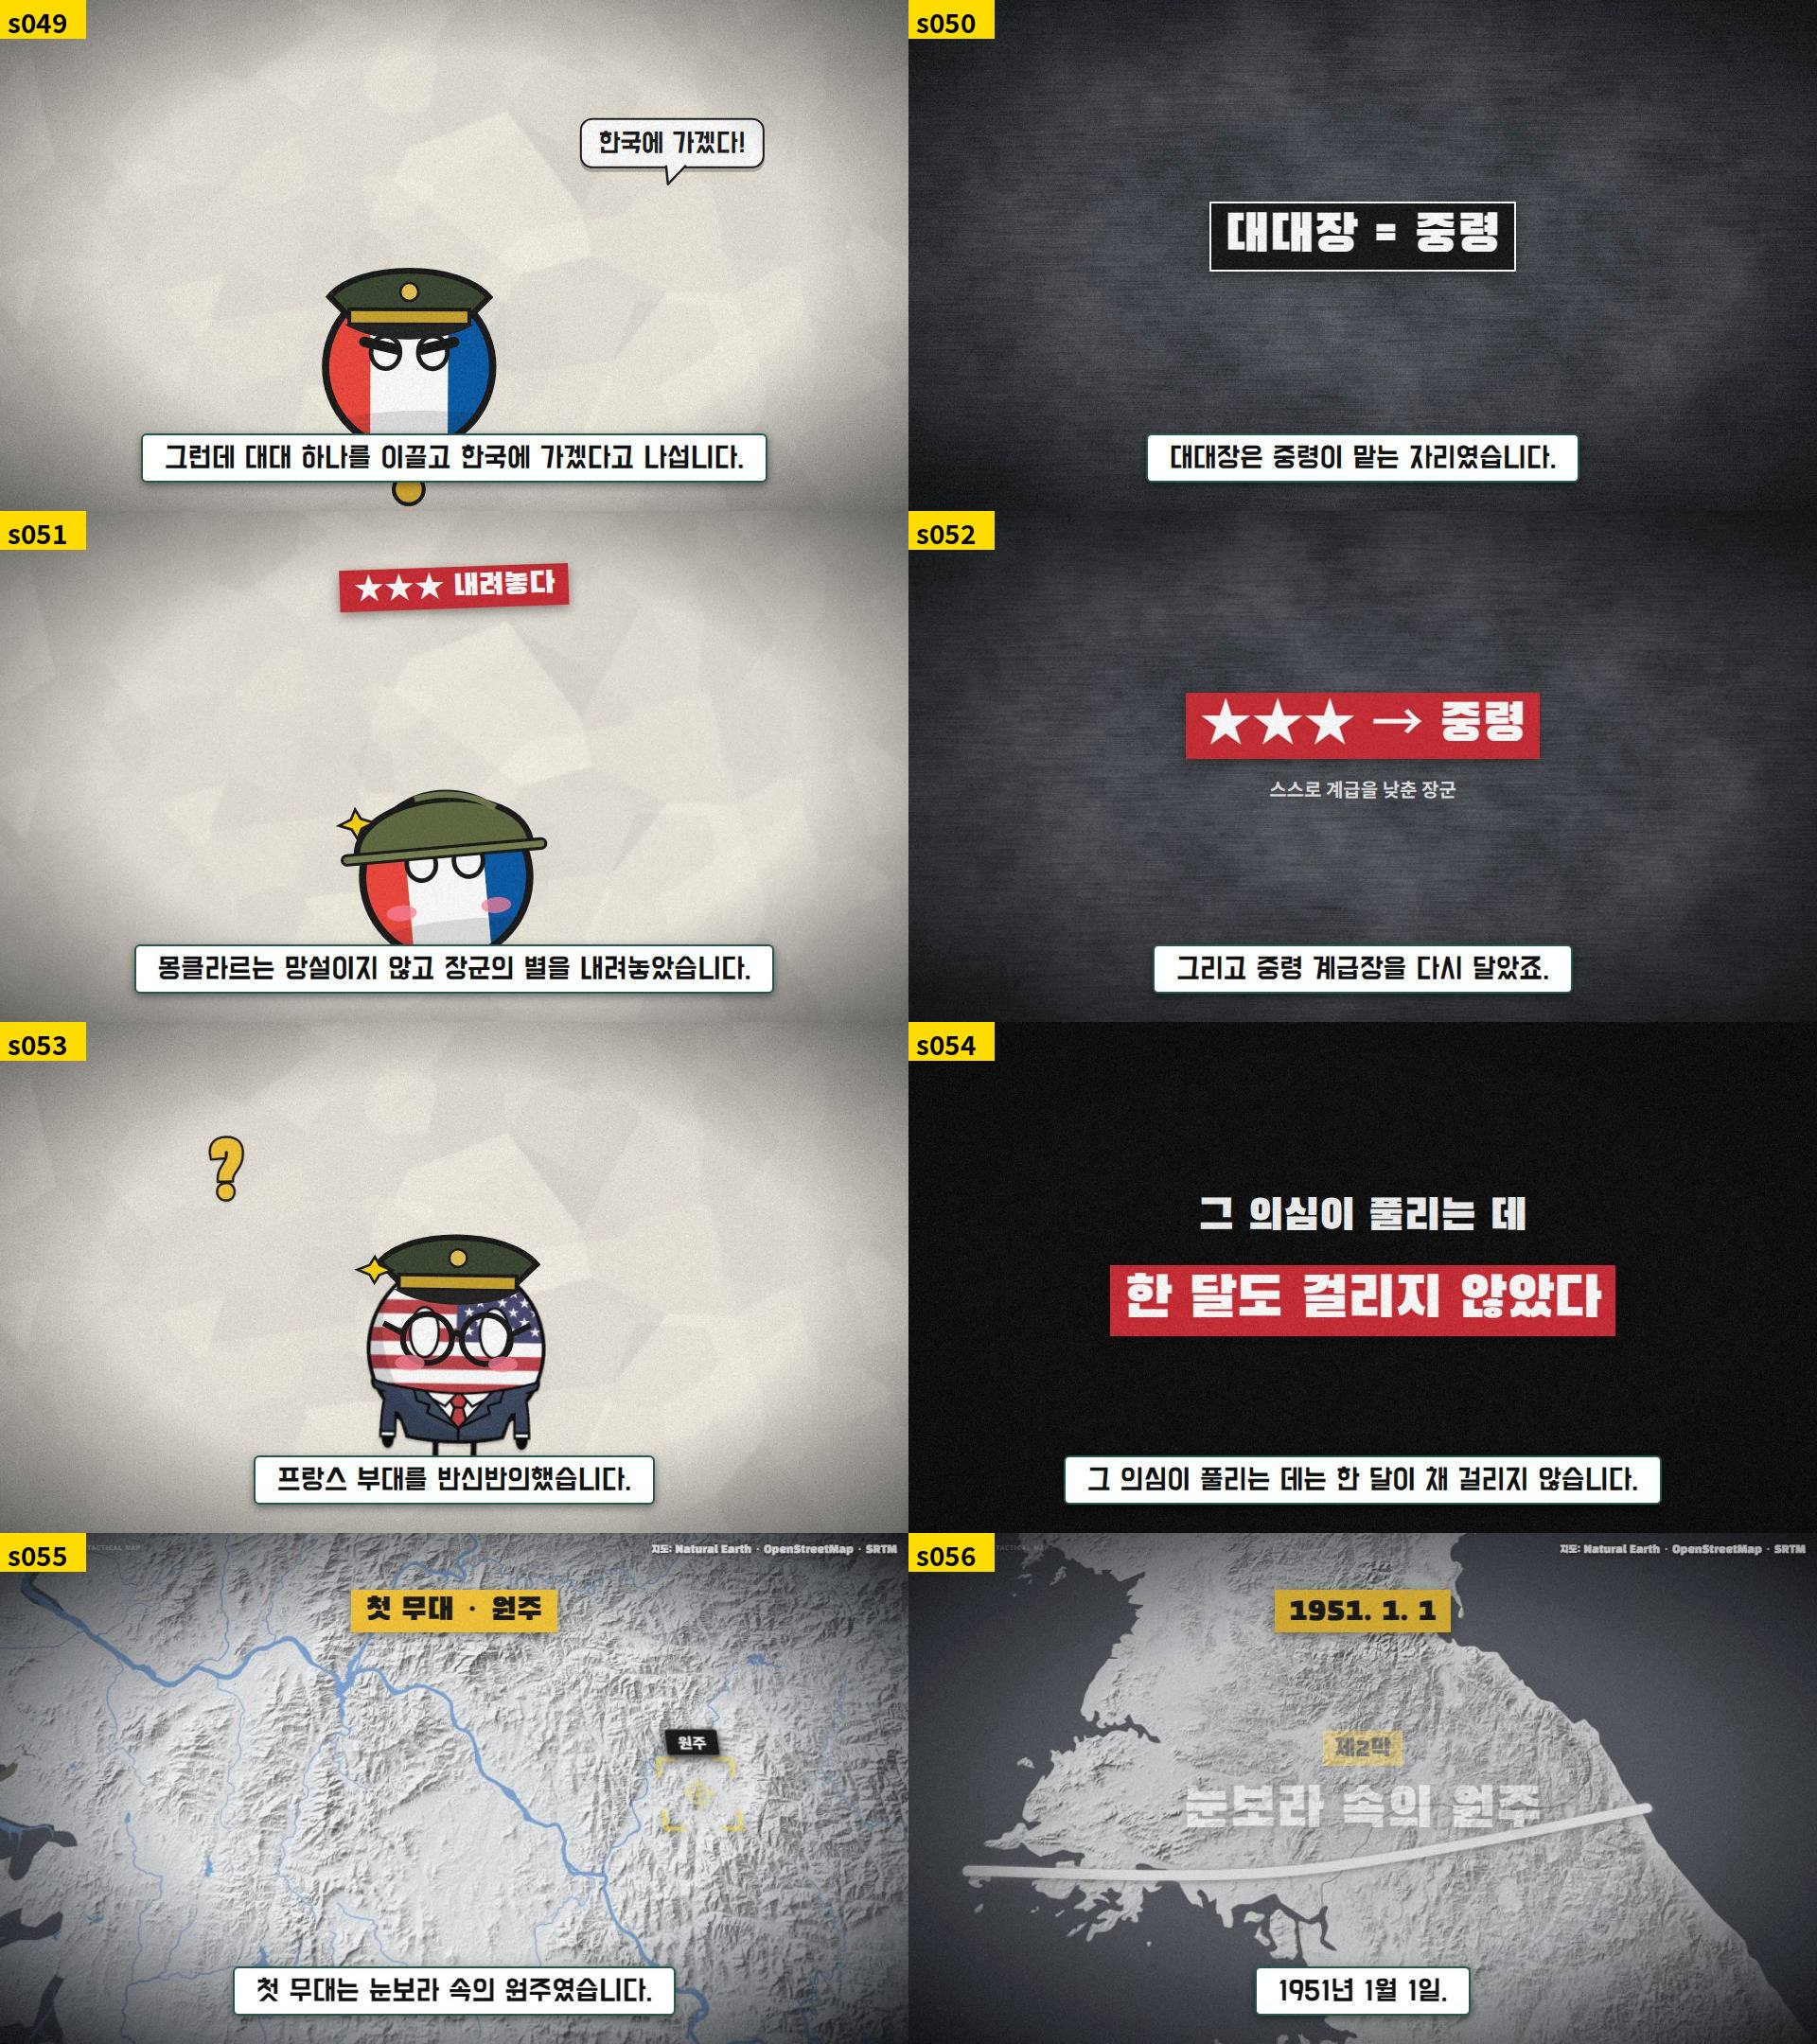 s049
한국에 가겠다!
그런데 대대 하나를 이끌고 한국에 가겠다고 나섭니다.
s050
대대장 = 중령
대대장은 중령이 맡는 자리였습니다.
s051
★★★ 내려놓다
몽클라르는 망설이지 않고 장군의 별을 내려놓았습니다.
s052
★★★ → 중령
스스로 계급을 낮춘 장군
그리고 중령 계급장을 다시 달았죠.
s053
?
프랑스 부대를 반신반의했습니다.
s054
그 의심이 풀리는 데
한 달도 걸리지 않았다
그 의심이 풀리는 데는 한 달이 채 걸리지 않습니다.
s055
TACTICAL MAP
지도: Natural Earth · OpenStreetMap · SRTM
첫 무대 · 원주
원주
첫 무대는 눈보라 속의 원주였습니다.
s056
TACTICAL MAP
지도: Natural Earth · OpenStreetMap · SRTM
1951. 1. 1
제2막
눈보라 속의 원주
1951년 1월 1일.